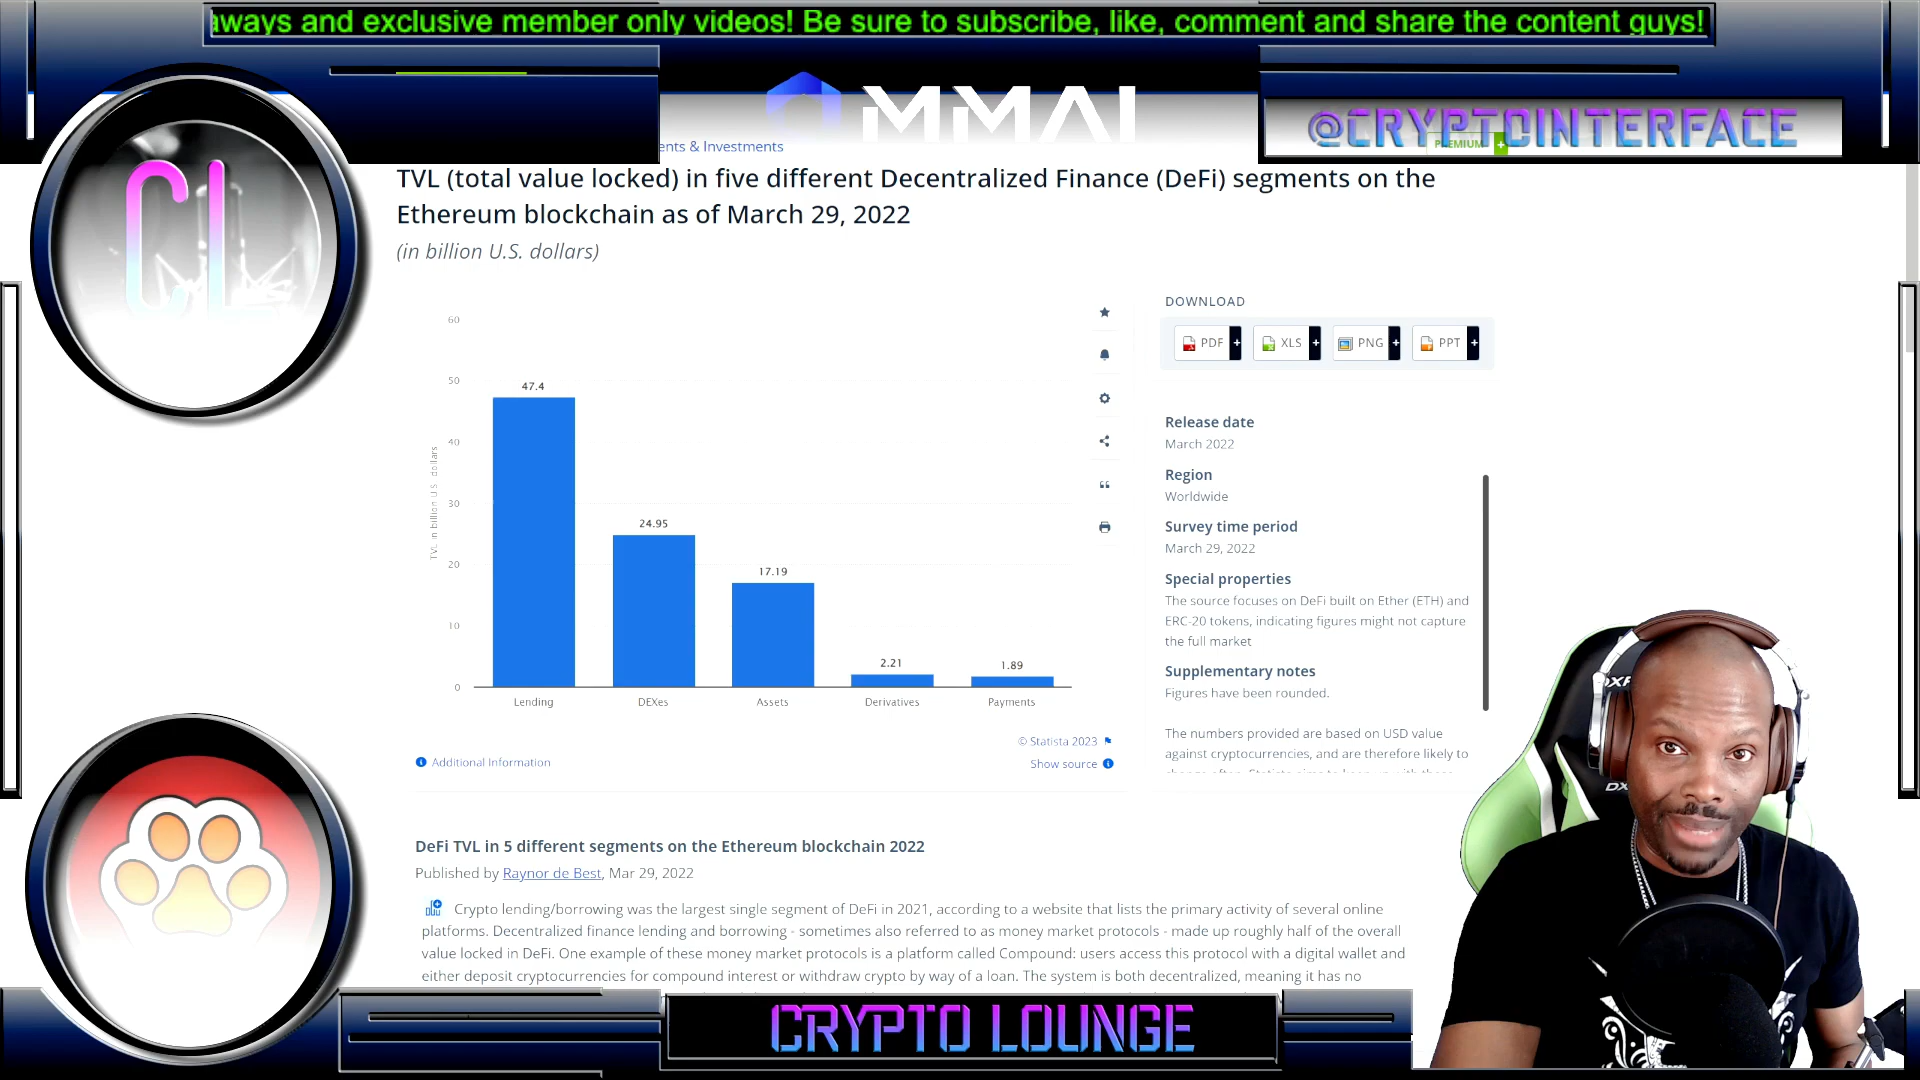 aways and exclusive member only videos! Be sure to subscribe, like, comment and share the content guys!
MMAI
@CRYPTOINTERFACE
PREMIUM +
ents & Investments
CL
TVL (total value locked) in five different Decentralized Finance (DeFi) segments on the
Ethereum blockchain as of March 29, 2022
(in billion U.S. dollars)
DOWNLOAD
PDF + XLS + PNG + PPT +
TVL in billion U.S. dollars
60
50
40
30
20
10
0
47.4
24.95
17.19
2.21
1.89
Lending DEXes Assets Derivatives Payments
© Statista 2023
Additional Information
Show source
Release date
March 2022
Region
Worldwide
Survey time period
March 29, 2022
Special properties
The source focuses on DeFi built on Ether (ETH) and
ERC-20 tokens, indicating figures might not capture
the full market
Supplementary notes
Figures have been rounded.
The numbers provided are based on USD value
against cryptocurrencies, and are therefore likely to
DeFi TVL in 5 different segments on the Ethereum blockchain 2022
Published by Raynor de Best, Mar 29, 2022
Crypto lending/borrowing was the largest single segment of DeFi in 2021, according to a website that lists the primary activity of several online
platforms. Decentralized finance lending and borrowing - sometimes also referred to as money market protocols - made up roughly half of the overall
value locked in DeFi. One example of these money market protocols is a platform called Compound: users access this protocol with a digital wallet and
either deposit cryptocurrencies for compound interest or withdraw crypto by way of a loan. The system is both decentralized, meaning it has no
CRYPTO LOUNGE